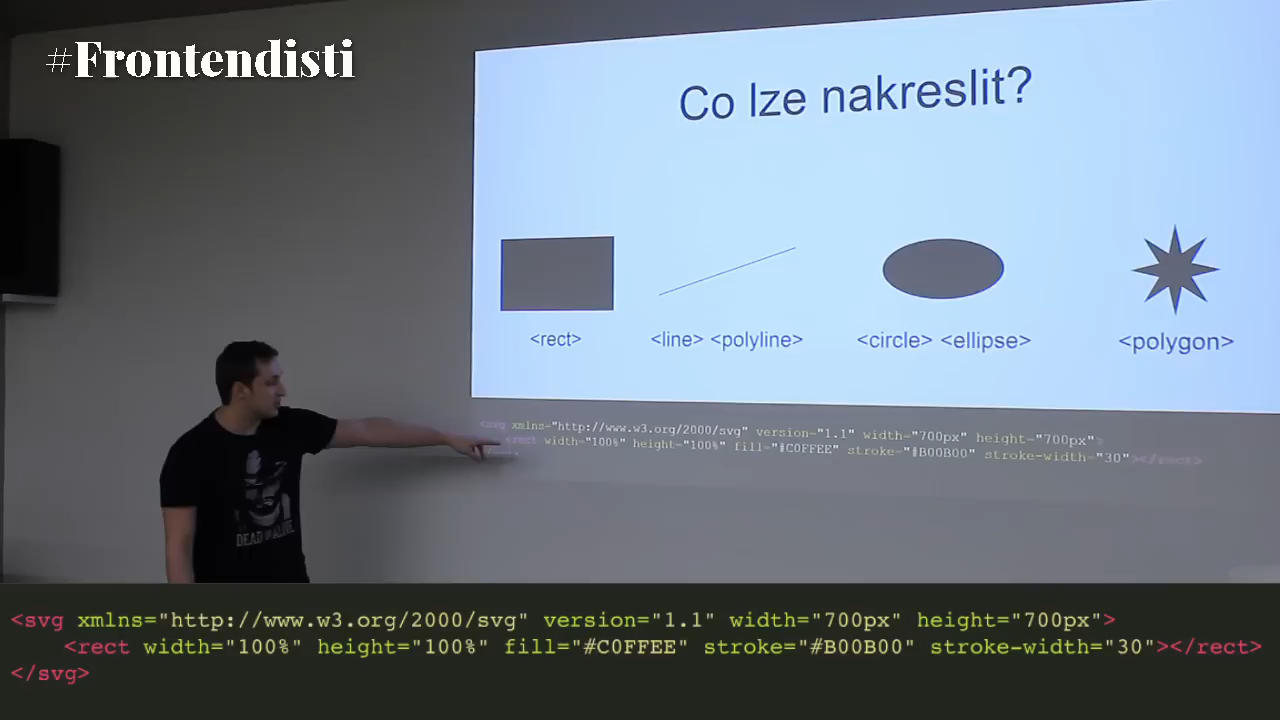 #Frontendisti
Co lze nakreslit?
<rect>
<line> <polyline>
<circle> <ellipse>
<polygon>
<svg xmlns="http://www.w3.org/2000/svg" version="1.1" width="700px" height="700px">
<rect width="100%" height="100%" fill="#C0FFEE" stroke="#B00B00" stroke-width="30"></rect>
DEAD
<svg xmlns="http://www.w3.org/2000/svg" version="1.1" width="700px" height="700px">
<rect width="100%" height="100%" fill="#C0FFEE" stroke="#B00B00" stroke-width="30"></rect>
</svg>